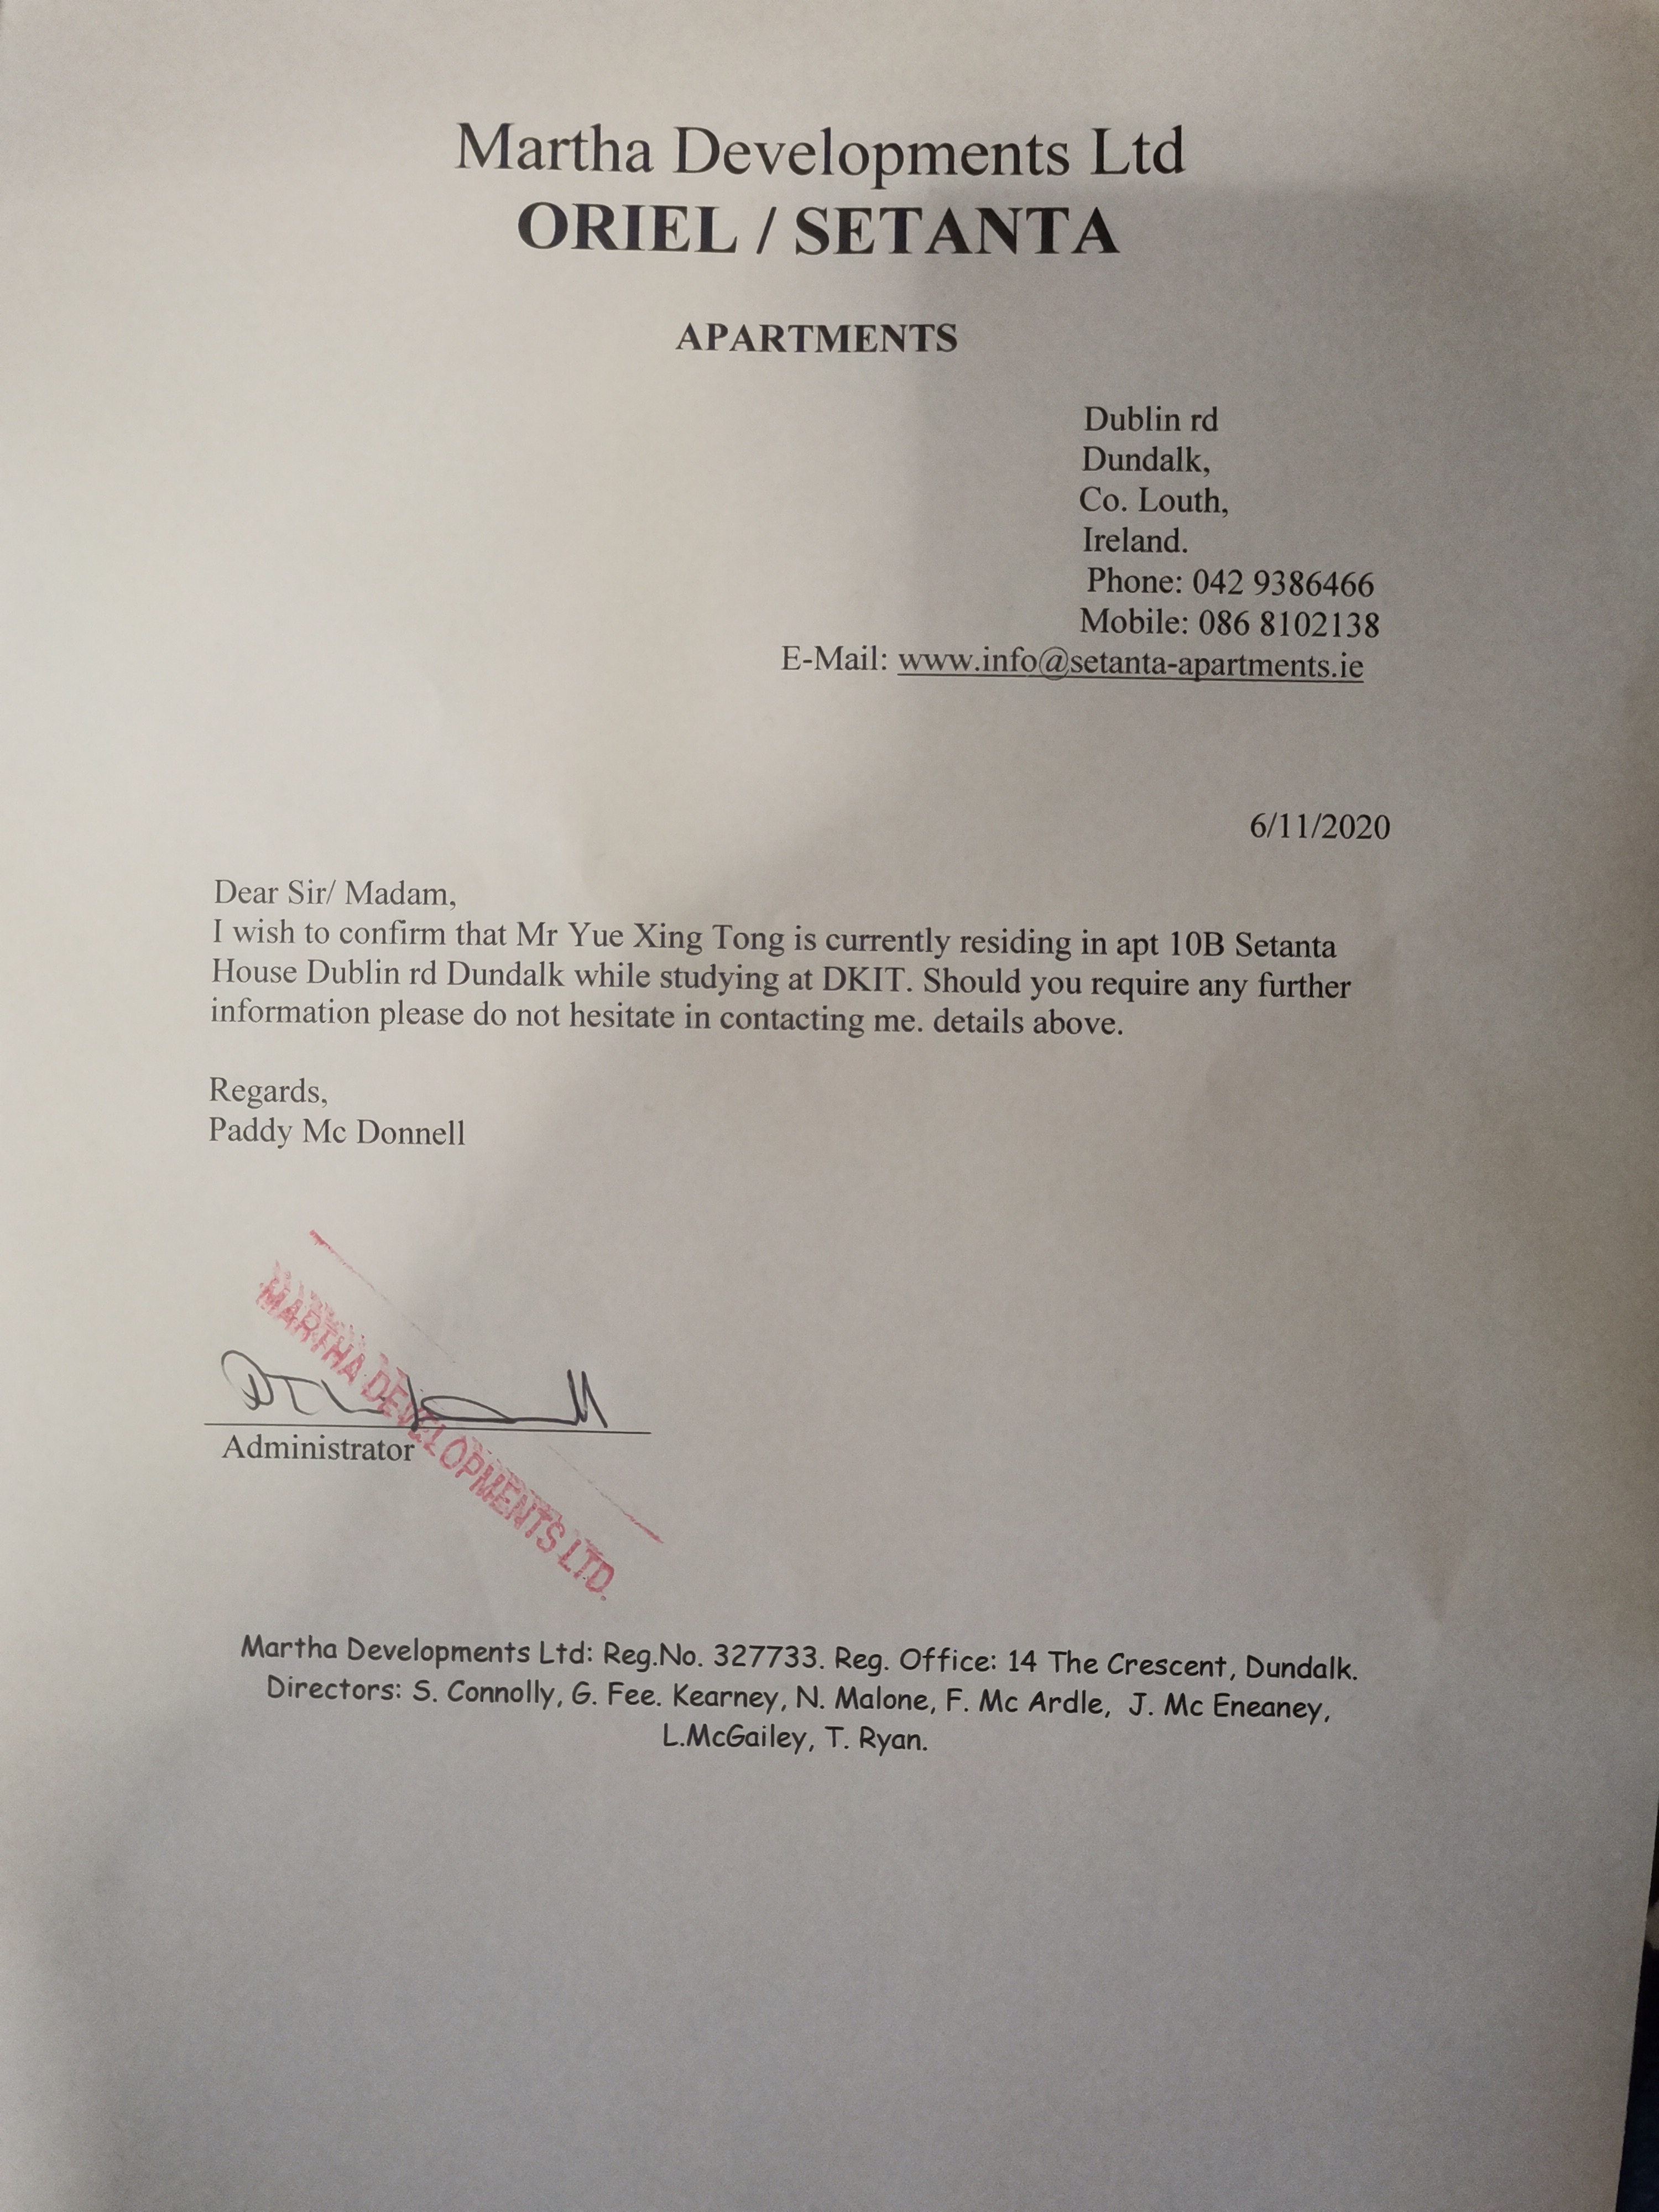 Martha Developments Ltd
ORIEL / SETANTA
APARTMENTS
Dublin rd
Dundalk,
Co. Louth,
Ireland.
Phone: 042 9386466
Mobile: 086 8102138
E-Mail: www.info@setanta-apartments.ie
6/11/2020
Dear Sir/ Madam,
I wish to confirm that Mr Yue Xing Tong is currently residing in apt 10B Setanta
House Dublin rd Dundalk while studying at DKIT. Should you require any further
information please do not hesitate in contacting me. details above.
Regards,
Paddy Mc Donnell
MARTHA DEVELOPMENTS LTD.
Administrator
Martha Developments Ltd: Reg.No. 327733. Reg. Office: 14 The Crescent, Dundalk.
Directors: S. Connolly, G. Fee. Kearney, N. Malone, F. Mc Ardle, J. Mc Eneaney,
L.McGailey, T. Ryan.